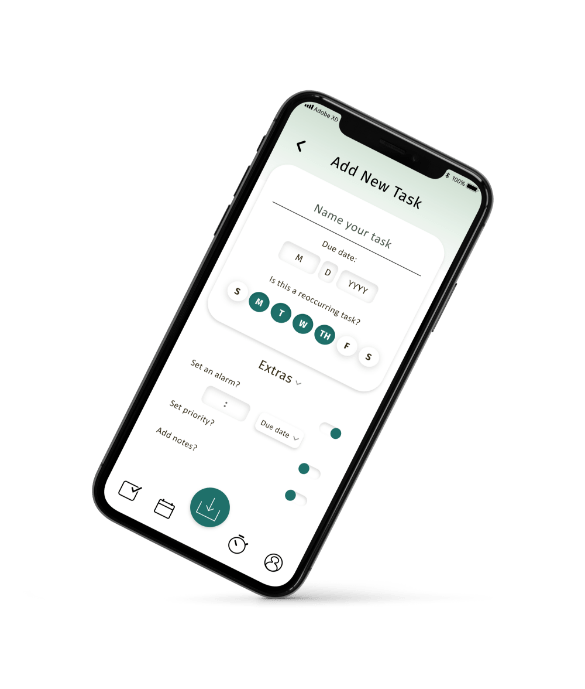 Adobe XD
100%
Add New Task
Name your task
Due date:
M D YYYY
Is this a reoccurring task?
S M T W TH F S
Extras
Set an alarm?
: Due date
Set priority?
Add notes?